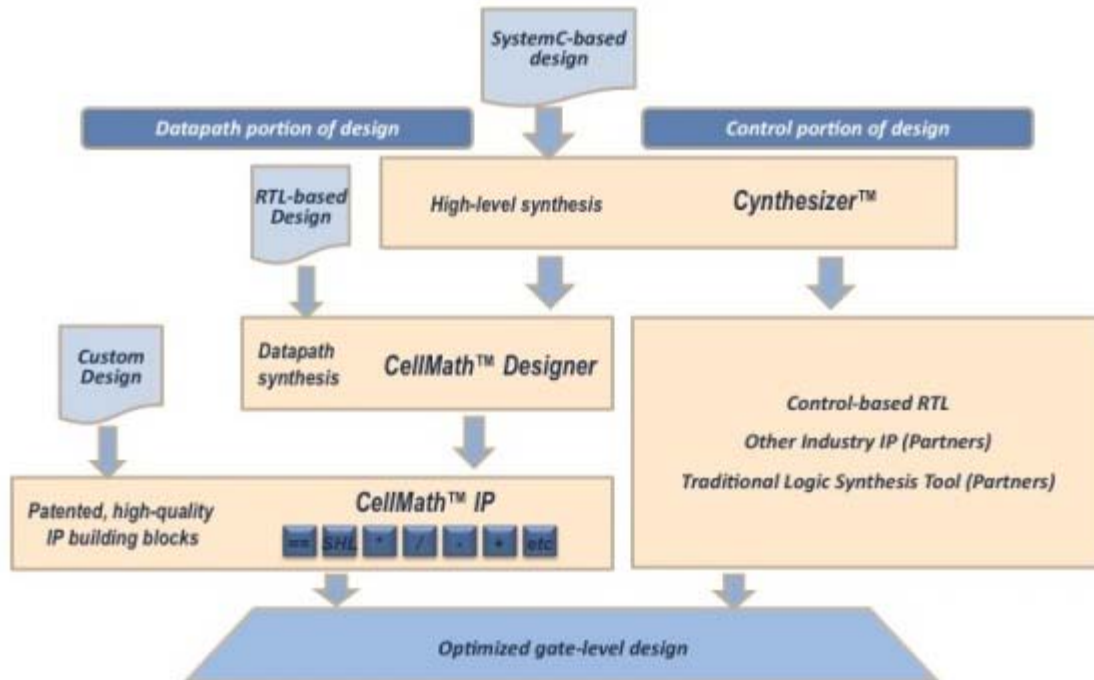 SystemC-based
design
Datapath portion of design
Control portion of design
RTL-based
Design
High-level synthesis
Cynthesizer™
Custom
Design
Datapath
synthesis
CellMath™ Designer
Control-based RTL
Other Industry IP (Partners)
Traditional Logic Synthesis Tool (Partners)
Patented, high-quality
IP building blocks
CellMath™ IP
== SHL * / - + etc
Optimized gate-level design